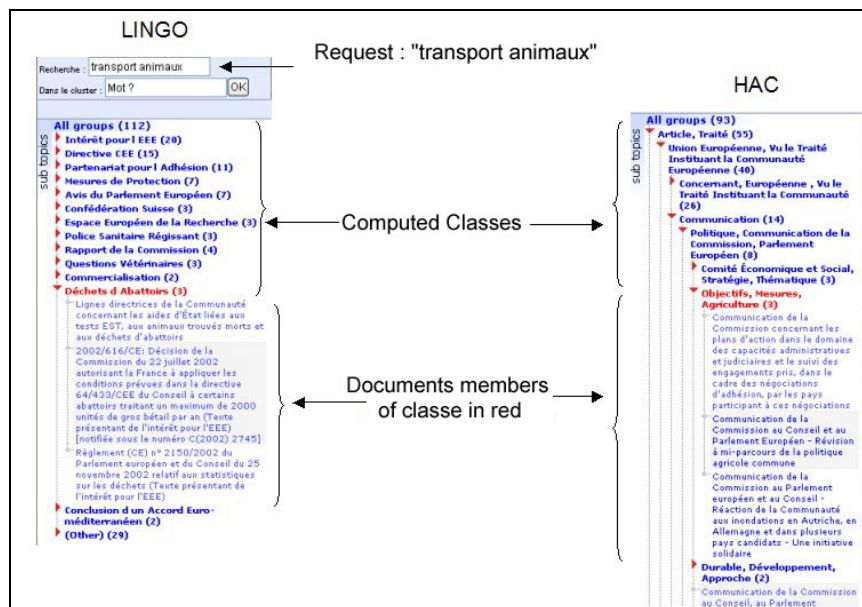 LINGO
Request : "transport animaux"
Recherche : transport animaux
Dans le cluster : Mot ? OK
sub topics
All groups (112)
Intérêt pour l EEE (20)
Directive CEE (15)
Partenariat pour l Adhésion (11)
Mesures de Protection (7)
Avis du Parlement Européen (7)
Confédération Suisse (3)
Espace Européen de la Recherche (3)
Police Sanitaire Régissant (3)
Rapport de la Commission (4)
Questions Vétérinaires (3)
Commercialisation (2)
Déchets d Abattoirs (3)
Lignes directrices de la Communauté
concernant les aides d'État liées aux
tests EST, aux animaux trouvés morts et
aux déchets d'abattoirs
2002/616/CE: Décision de la
Commission du 22 juillet 2002
autorisant la France à appliquer les
conditions prévues dans la directive
64/433/CEE du Conseil à certains
abattoirs traitant un maximum de 2000
unités de gros bétail par an (Texte
présentant de l'intérêt pour l'EEE)
[notifiée sous le numéro C(2002) 2745]
Règlement (CE) n° 2150/2002 du
Parlement européen et du Conseil du 25
novembre 2002 relatif aux statistiques
sur les déchets (Texte présentant de
l'intérêt pour l'EEE)
Conclusion d un Accord Euro-
méditerranéen (2)
(Other) (29)
Computed Classes
Documents members
of classe in red
HAC
sub topics
All groups (93)
Article, Traité (55)
Union Européenne, Vu le Traité
Instituant la Communauté
Européenne (40)
Concernant, Européenne , Vu le
Traité Instituant la Communauté
(26)
Communication (14)
Politique, Communication de la
Commission, Parlement
Européen (8)
Comité Économique et Social,
Stratégie, Thématique (3)
Objectifs, Mesures,
Agriculture (3)
Communication de la
Commission concernant les
plans d'action dans le domaine
des capacités administratives
et judiciaires et le suivi des
engagements pris, dans le
cadre des négociations
d'adhésion, par les pays
participant à ces négociations
Communication de la
Commission au Conseil et au
Parlement Européen - Révision
à mi-parcours de la politique
agricole commune
Communication de la
Commission au Parlement
européen et au Conseil -
Réaction de la Communauté
aux inondations en Autriche, en
Allemagne et dans plusieurs
pays candidats - Une initiative
solidaire
Durable, Développement,
Approche (2)
Communication de la Commission
au Conseil, au Parlement